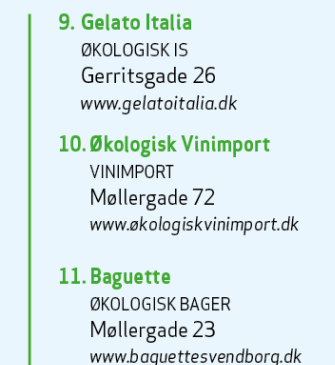 9. Gelato Italia
ØKOLOGISK IS
Gerritsgade 26
www.gelatoitalia.dk
10. Økologisk Vinimport
VINIMPORT
Møllergade 72
www.økologiskvinimport.dk
11. Baguette
ØKOLOGISK BAGER
Møllergade 23
www.baguettesvendborg.dk